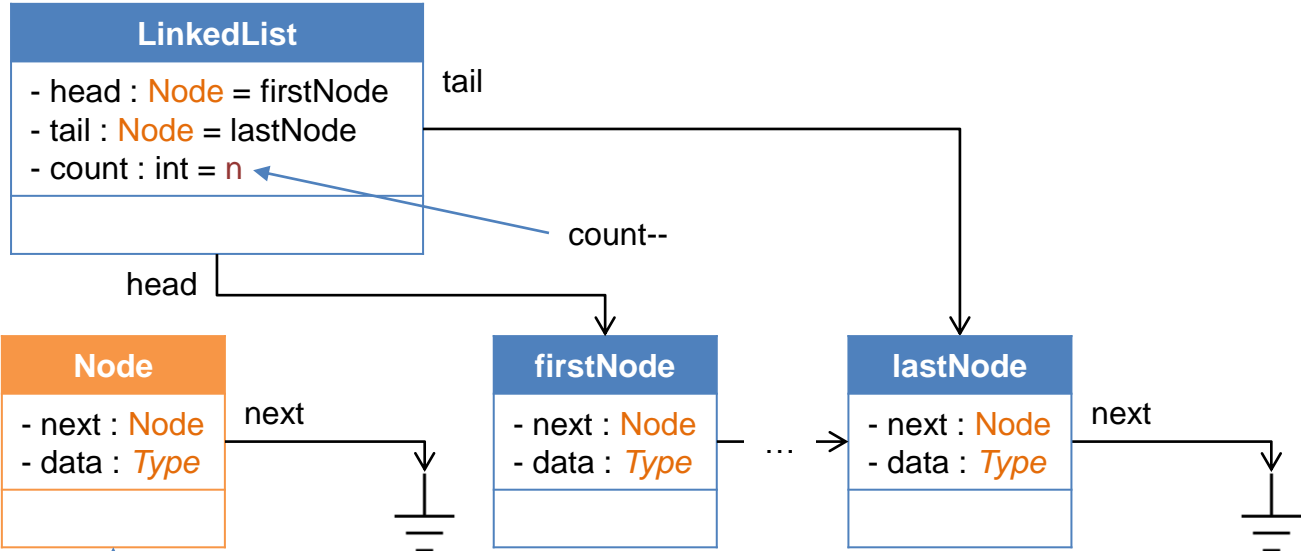 LinkedList
- head : Node = firstNode
- tail : Node = lastNode
- count : int = n
tail
count--
head
Node
- next : Node
- data : Type
next
firstNode
- next : Node
- data : Type
...
lastNode
- next : Node
- data : Type
next